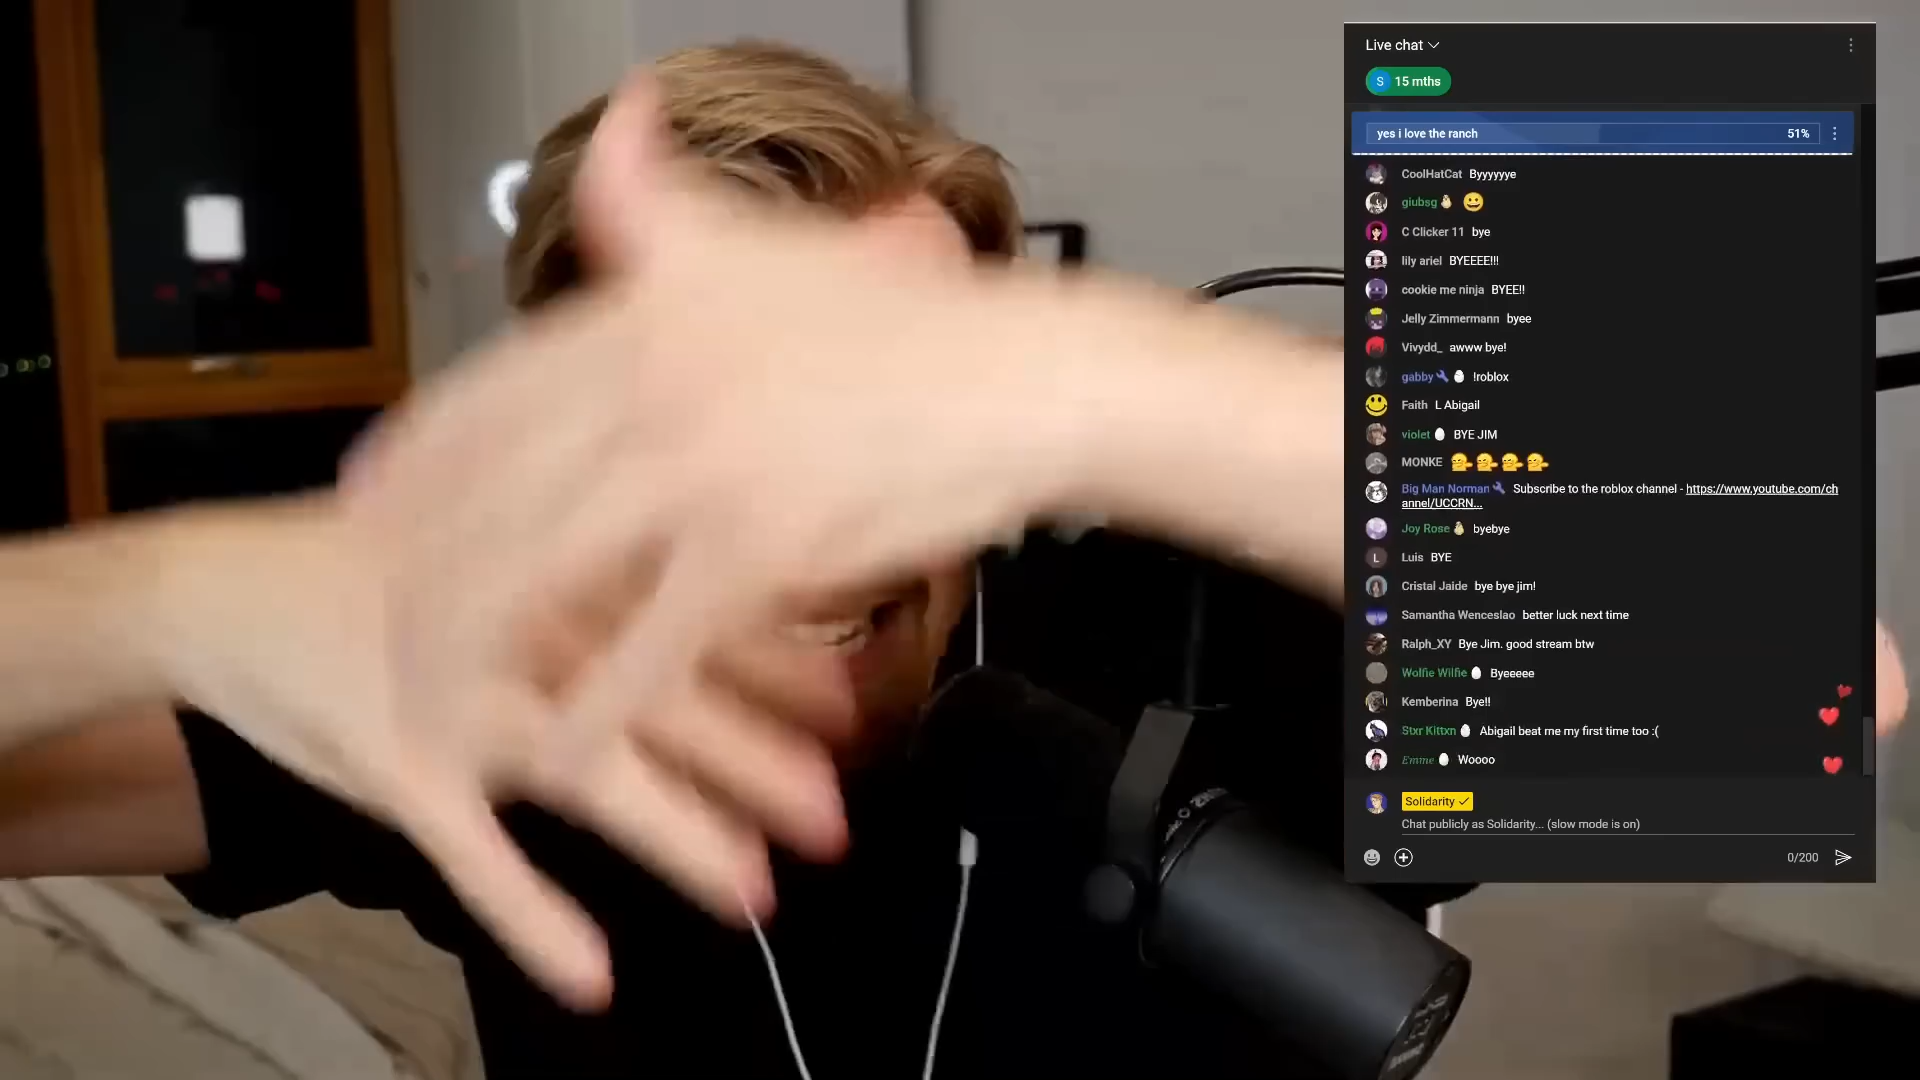 Live chat
S 15 mths
yes i love the ranch 51%
CoolHatCat Byyyyye
giubsg
C Clicker 11 bye
lily ariel BYEEEE!!!
cookie me ninja BYEE!!
Jelly Zimmermann byee
Vivydd_ awww bye!
gabby !roblox
Faith L Abigail
violet BYE JIM
MONKE
Big Man Norman Subscribe to the roblox channel - https://www.youtube.com/ch
annel/UCCRN...
Joy Rose byebye
L Luis BYE
Cristal Jaide bye bye jim!
Samantha Wenceslao better luck next time
Ralph_XY Bye Jim. good stream btw
Wolfie Wilfie Byeeeee
Kemberina Bye!!
Stxr Kittxn Abigail beat me my first time too :(
Emme Woooo
Solidarity
Chat publicly as Solidarity... (slow mode is on)
0/200